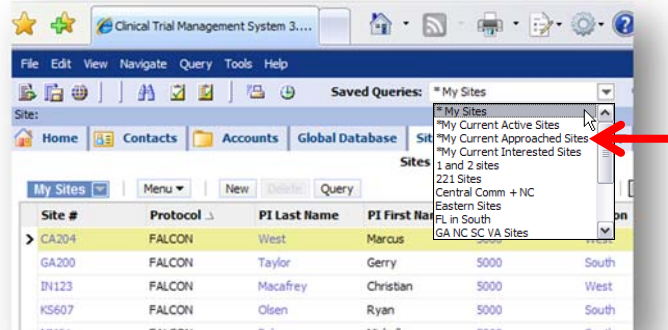 Clinical Trial Management System 3....
File Edit View Navigate Query Tools Help
Saved Queries: * My Sites
Site:
* My Sites
*My Current Active Sites
*My Current Approached Sites
*My Current Interested Sites
1 and 2 sites
221 Sites
Central Comm + NC
Eastern Sites
FL in South
GA NC SC VA Sites
Home Contacts Accounts Global Database Sit
Sites
My Sites Menu New Delete Query
Site # Protocol PI Last Name PI First Nam on
CA204 FALCON West Marcus 5000 West
GA200 FALCON Taylor Gerry 5000 South
IN123 FALCON Macafrey Christian 5000 West
KS607 FALCON Olsen Ryan 5000 South